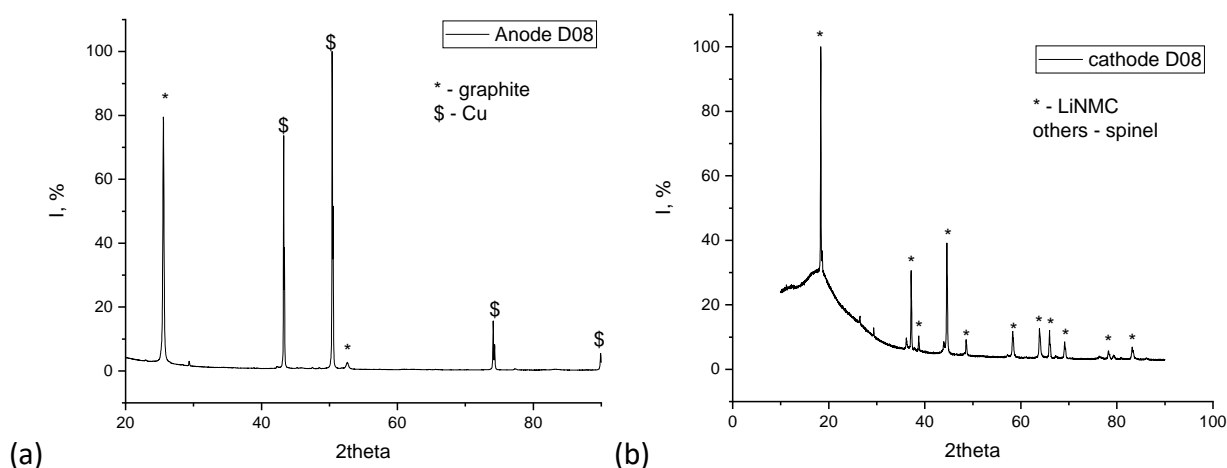 Anode D08
* - graphite
$ - Cu
$
$
*
$
*
$
100
80
60
40
20
0
I, %
20 40 60 80
2theta
(a)
cathode D08
* - LiNMC
others - spinel
*
*
*
*
*
*
*
*
*
*
*
100
80
60
40
20
0
I, %
0 20 40 60 80 100
2theta
(b)